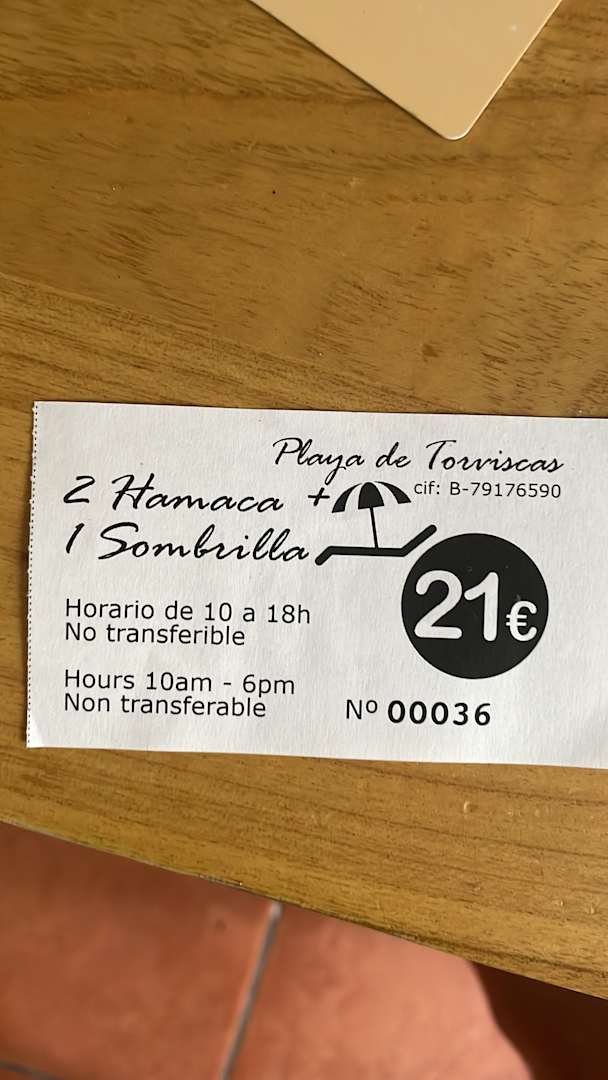 Playa de Torviscas
cif: B-79176590
2 Hamaca +
1 Sombrilla
21€
Horario de 10 a 18h
No transferible
Hours 10am - 6pm
Non transferable
Nº 00036